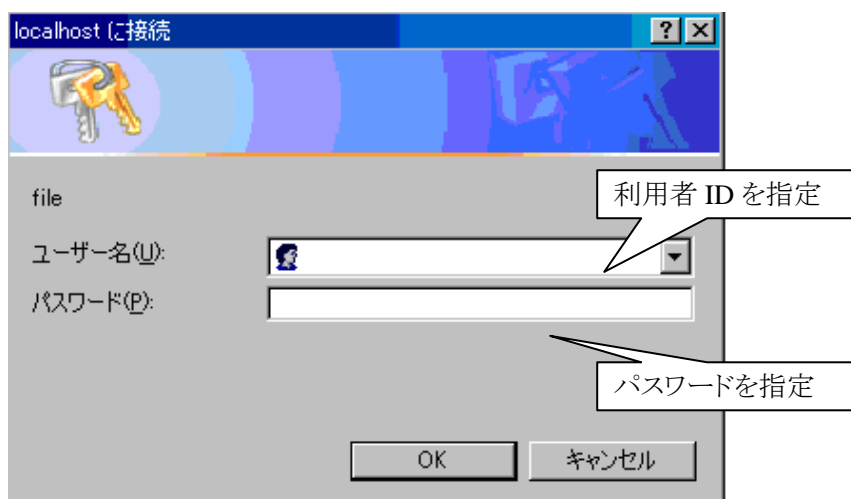 localhost に接続
file
利用者 ID を指定
ユーザー名(U):
パスワード(P):
パスワードを指定
OK
キャンセル